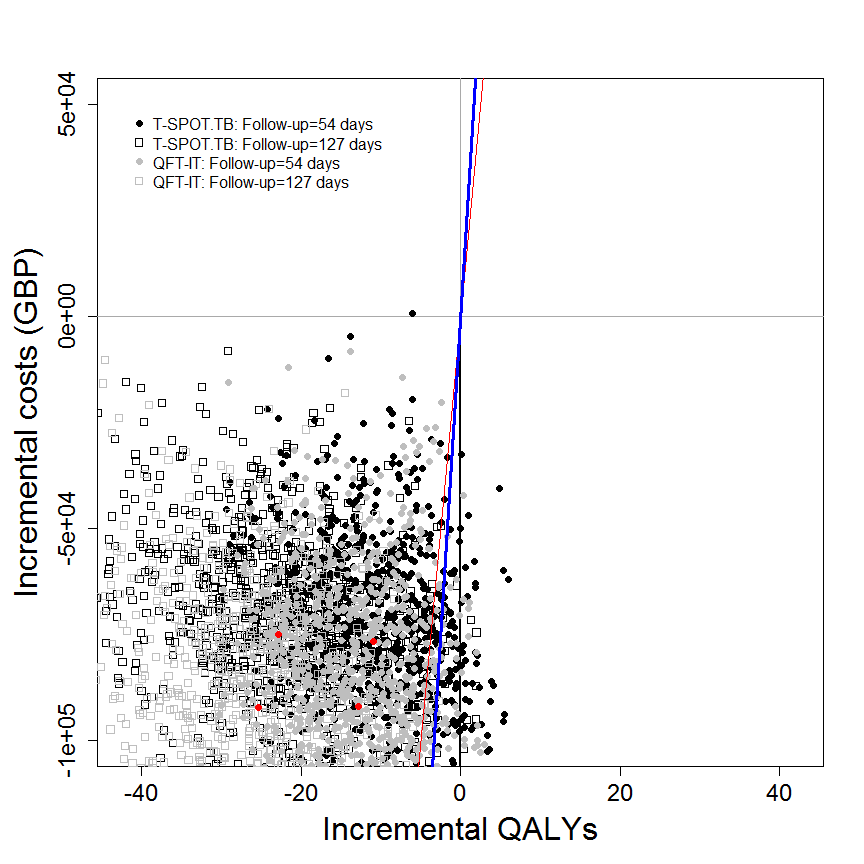 T-SPOT.TB: Follow-up=54 days
T-SPOT.TB: Follow-up=127 days
QFT-IT: Follow-up=54 days
QFT-IT: Follow-up=127 days
Incremental costs (GBP)
5e+04
0e+00
-5e+04
-1e+05
-40 -20 0 20 40
Incremental QALYs